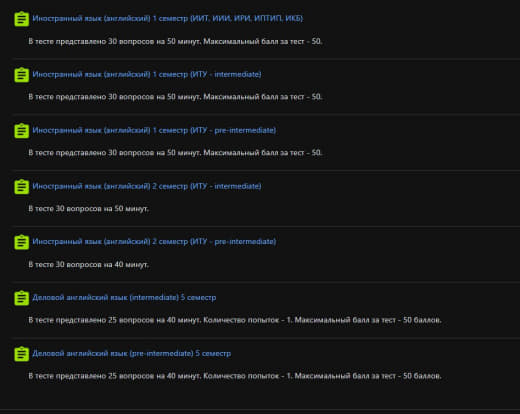 Иностранный язык (английский) 1 семестр (ИИТ, ИИИ, ИРИ, ИПТИП, ИКБ)
В тесте представлено 30 вопросов на 50 минут. Максимальный балл за тест - 50.
Иностранный язык (английский) 1 семестр (ИТУ - intermediate)
В тесте представлено 30 вопросов на 50 минут. Максимальный балл за тест - 50.
Иностранный язык (английский) 1 семестр (ИТУ - pre-intermediate)
В тесте представлено 30 вопросов на 50 минут. Максимальный балл за тест - 50.
Иностранный язык (английский) 2 семестр (ИТУ - intermediate)
В тесте 30 вопросов на 50 минут.
Иностранный язык (английский) 2 семестр (ИТУ - pre-intermediate)
В тесте 30 вопросов на 40 минут.
Деловой английский язык (intermediate) 5 семестр
В тесте представлено 25 вопросов на 40 минут. Количество попыток - 1. Максимальный балл за тест - 50 баллов.
Деловой английский язык (pre-intermediate) 5 семестр
В тесте представлено 25 вопросов на 40 минут. Количество попыток - 1. Максимальный балл за тест - 50 баллов.